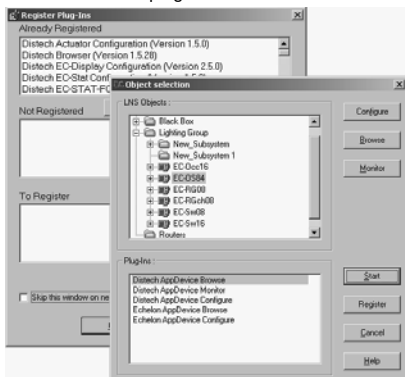 Register Plug-Ins
Already Registered
Distech Actuator Configuration (Version 1.5.0)
Distech Browser (Version 1.5.28)
Distech EC-Display Configuration (Version 2.5.0)
Distech EC-Stat
Distech EC-STAT-FC
Not Registered
To Register
Skip this window on ne
Object selection
LNS Objects :
Black Box
Lighting Group
New_Subsystem
New_Subsystem 1
EC-Occ16
EC-OS84
EC-RG08
EC-RGch08
EC-Sw08
EC-Sw16
Routers
Configure
Browse
Monitor
Plug-Ins :
Distech AppDevice Browse
Distech AppDevice Monitor
Distech AppDevice Configure
Echelon AppDevice Browse
Echelon AppDevice Configure
Start
Register
Cancel
Help